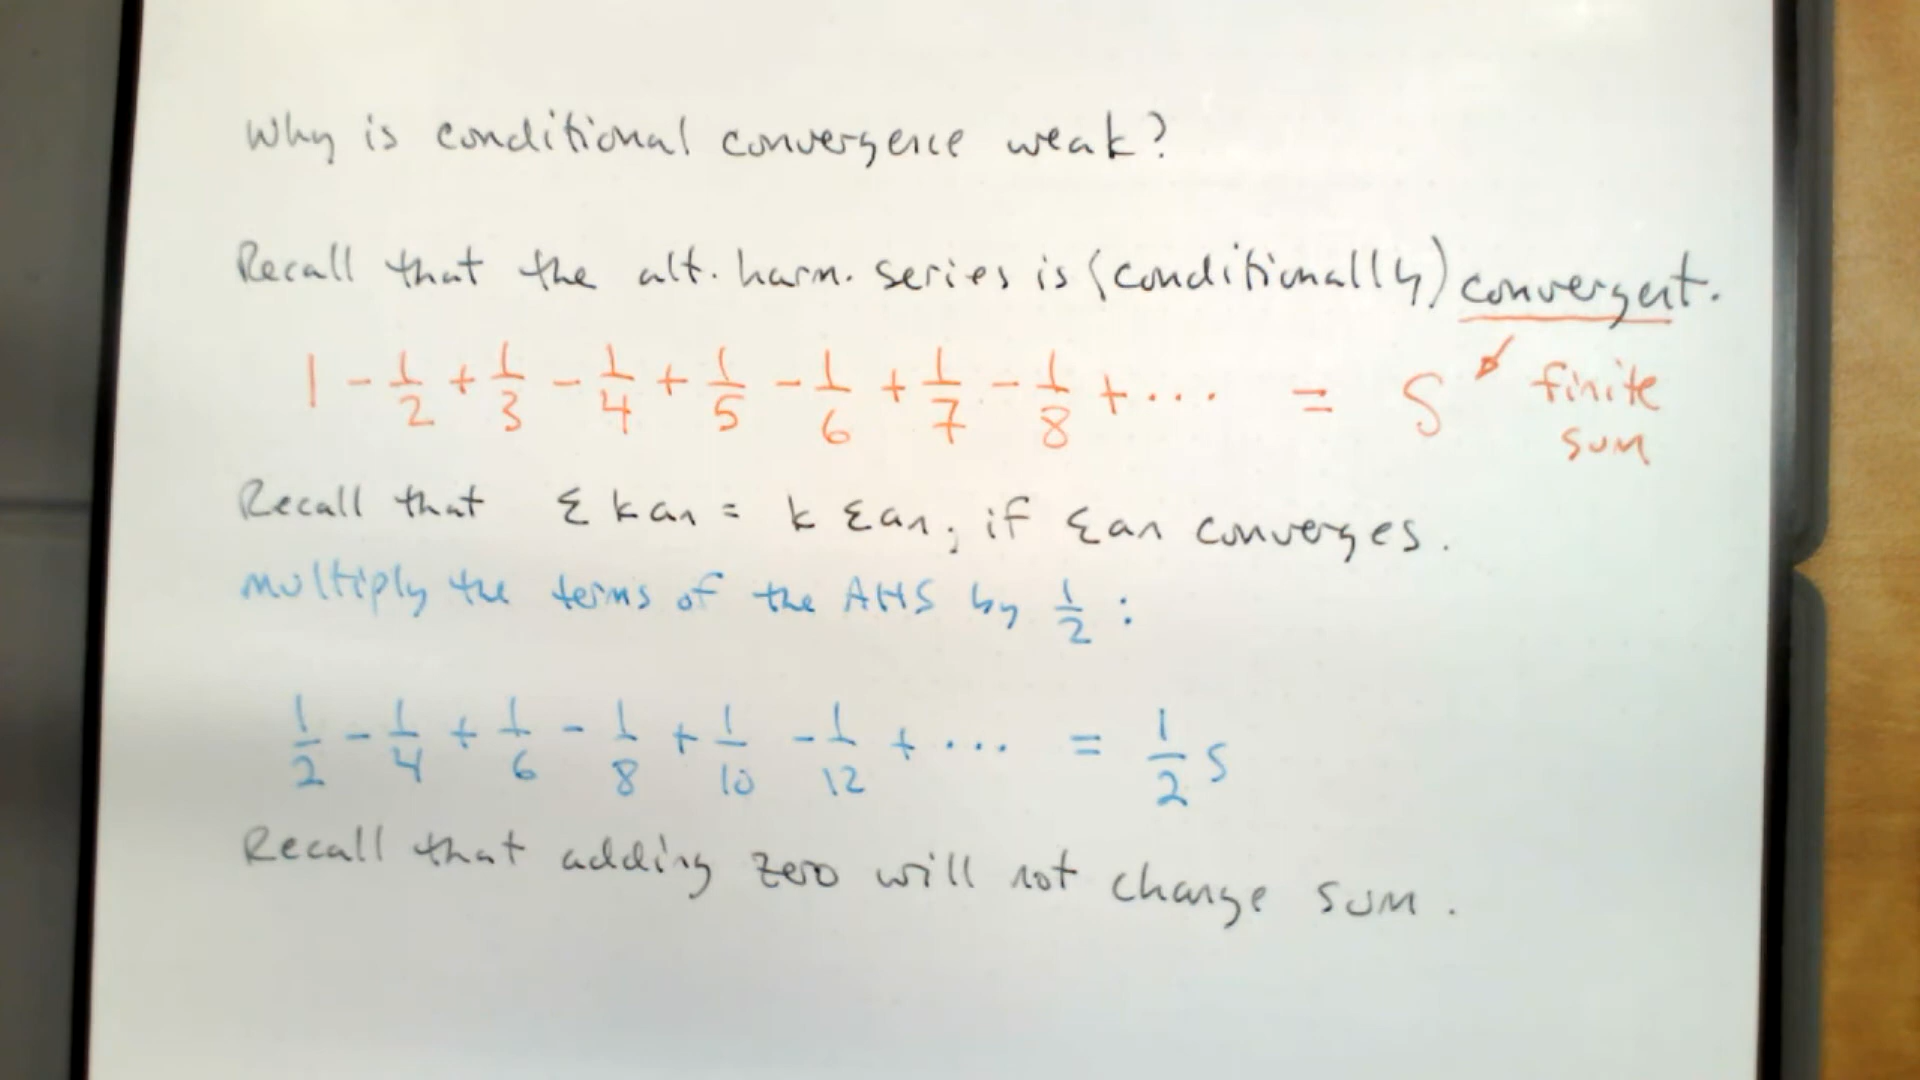 Why is conditional convergence weak?
Recall that the alt. harm. series is (conditionally) convergent.
1 - 1/2 + 1/3 - 1/4 + 1/5 - 1/6 + 1/7 - 1/8 + ... = S finite sum
Recall that Σ k an = k Σ an, if Σ an converges.
Multiply the terms of the AHS by 1/2 :
1/2 - 1/4 + 1/6 - 1/8 + 1/10 - 1/12 + ... = 1/2 S
Recall that adding zero will not change sum.